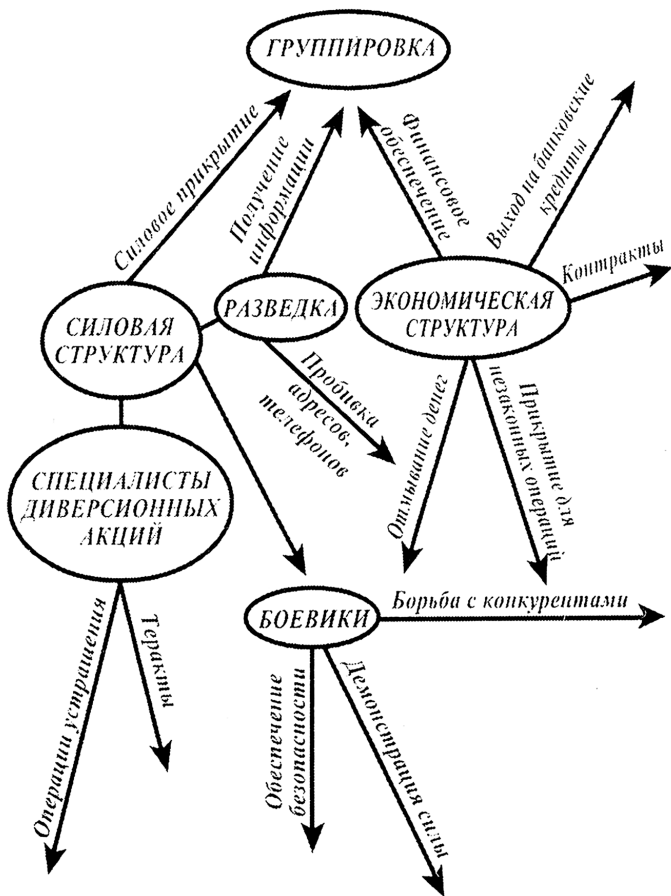 ГРУППИРОВКА
Силовое прикрытие
Получение
информации
Финансовое
обеспечение
Выход на банковские
кредиты
Контракты
СИЛОВАЯ
СТРУКТУРА
РАЗВЕДКА
ЭКОНОМИЧЕСКАЯ
СТРУКТУРА
Пробивка
адресов,
телефонов
Отмывание денег
Прикрытие для
незаконных операций
СПЕЦИАЛИСТЫ
ДИВЕРСИОННЫХ
АКЦИЙ
БОЕВИКИ
Борьба с конкурентами
Операции устрашения
Теракты
Обеспечение
безопасности
Демонстрация силы